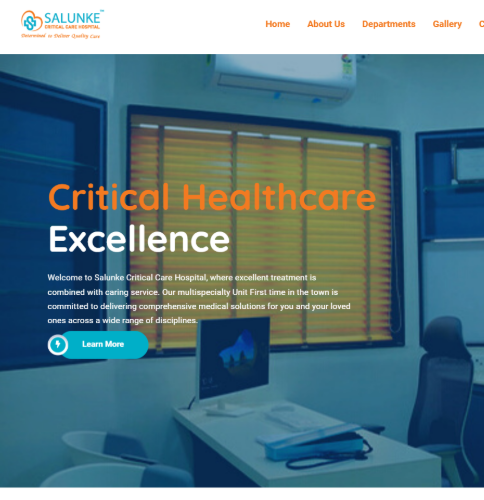 SALUNKE™
CRITICAL CARE HOSPITAL
Determined to Deliver Quality Care
Home About Us Departments Gallery C
Critical Healthcare
Excellence
Welcome to Salunke Critical Care Hospital, where excellent treatment is
combined with caring service. Our multispecialty Unit First time in the town is
committed to delivering comprehensive medical solutions for you and your loved
ones across a wide range of disciplines.
Learn More